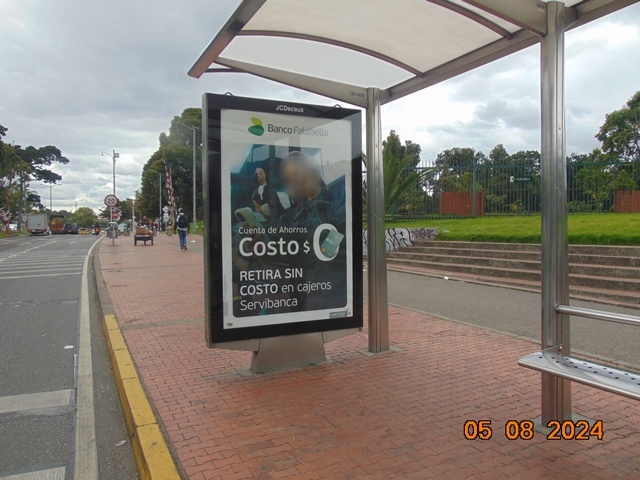 JCDecaux
Banco Falabella
Cuenta de Ahorros
Costo $0
RETIRA SIN
COSTO en cajeros
Servibanca
05 08 2024